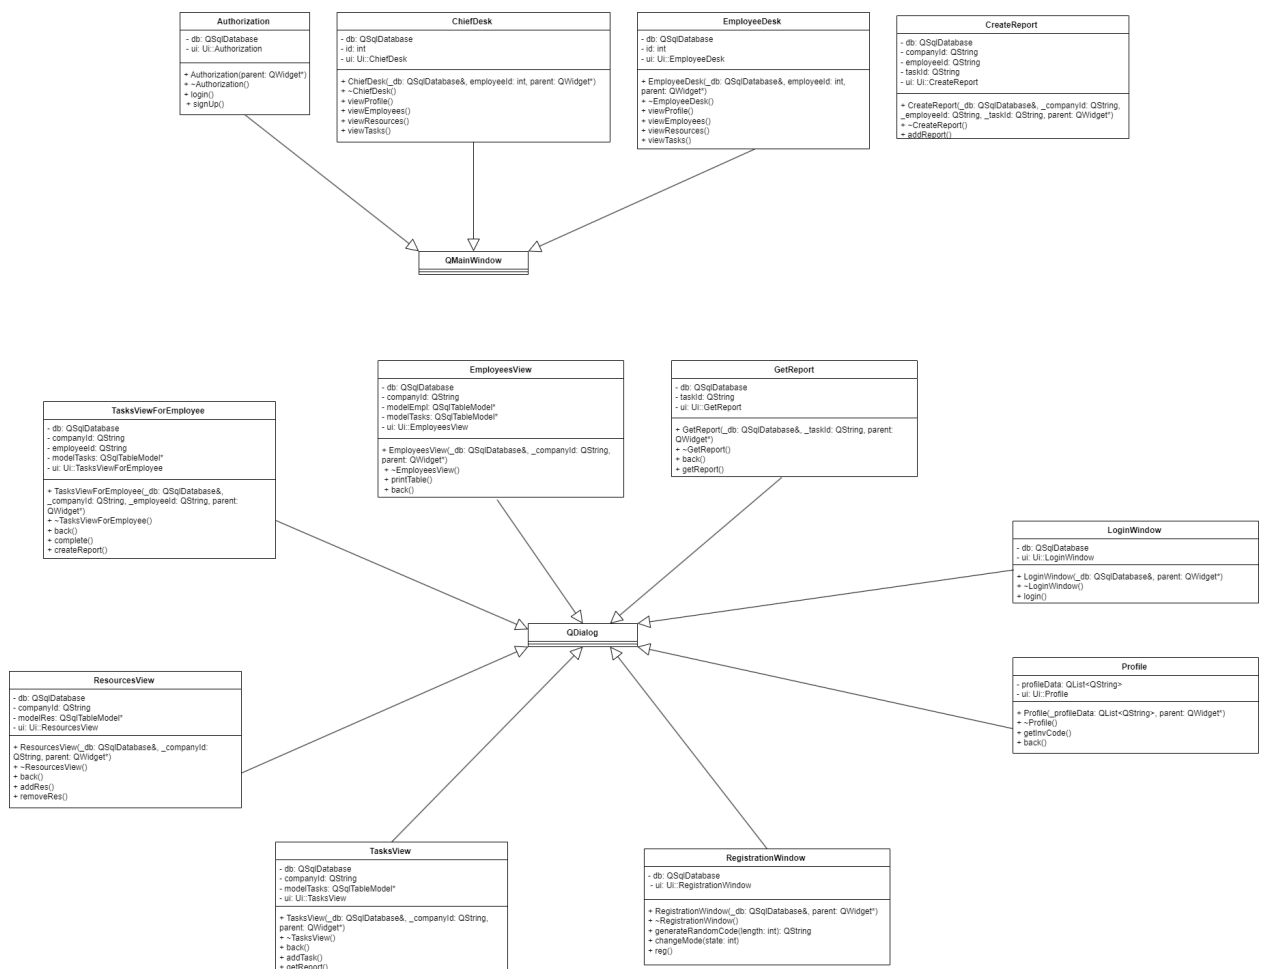 Authorization
- db: QSqlDatabase
- ui: Ui::Authorization
+ Authorization(parent: QWidget*)
+ ~Authorization()
+ login()
+ signUp()
ChiefDesk
- db: QSqlDatabase
- id: int
- ui: Ui::ChiefDesk
+ ChiefDesk(_db: QSqlDatabase&, employeeId: int, parent: QWidget*)
+ ~ChiefDesk()
+ viewProfile()
+ viewEmployees()
+ viewResources()
+ viewTasks()
EmployeeDesk
- db: QSqlDatabase
- id: int
- ui: Ui::EmployeeDesk
+ EmployeeDesk(_db: QSqlDatabase&, employeeId: int,
parent: QWidget*)
+ ~EmployeeDesk()
+ viewProfile()
+ viewEmployees()
+ viewResources()
+ viewTasks()
CreateReport
- db: QSqlDatabase
- companyId: QString
- employeeId: QString
- taskId: QString
- ui: Ui::CreateReport
+ CreateReport(_db: QSqlDatabase&, _companyId: QString,
_employeeId: QString, _taskId: QString, parent: QWidget*)
+ ~CreateReport()
+ addReport()
QMainWindow
EmployeesView
- db: QSqlDatabase
- companyId: QString
- modelEmpl: QSqlTableModel*
- modelTasks: QSqlTableModel*
- ui: Ui::EmployeesView
+ EmployeesView(_db: QSqlDatabase&, _companyId: QString,
parent: QWidget*)
+ ~EmployeesView()
+ printTable()
+ back()
GetReport
- db: QSqlDatabase
- taskId: QString
- ui: Ui::GetReport
+ GetReport(_db: QSqlDatabase&, _taskId: QString, parent:
QWidget*)
+ ~GetReport()
+ back()
+ getReport()
TasksViewForEmployee
- db: QSqlDatabase
- companyId: QString
- employeeId: QString
- modelTasks: QSqlTableModel*
- ui: Ui::TasksViewForEmployee
+ TasksViewForEmployee(_db: QSqlDatabase&,
_companyId: QString, _employeeId: QString, parent:
QWidget*)
+ ~TasksViewForEmployee()
+ back()
+ complete()
+ createReport()
LoginWindow
- db: QSqlDatabase
- ui: Ui::LoginWindow
+ LoginWindow(_db: QSqlDatabase&, parent: QWidget*)
+ ~LoginWindow()
+ login()
QDialog
Profile
- profileData: QList<QString>
- ui: Ui::Profile
+ Profile(_profileData: QList<QString>, parent: QWidget*)
+ ~Profile()
+ getInvCode()
+ back()
ResourcesView
- db: QSqlDatabase
- companyId: QString
- modelRes: QSqlTableModel*
- ui: Ui::ResourcesView
+ ResourcesView(_db: QSqlDatabase&, _companyId:
QString, parent: QWidget*)
+ ~ResourcesView()
+ back()
+ addRes()
+ removeRes()
TasksView
- db: QSqlDatabase
- companyId: QString
- modelTasks: QSqlTableModel*
- ui: Ui::TasksView
+ TasksView(_db: QSqlDatabase&, _companyId: QString,
parent: QWidget*)
+ ~TasksView()
+ back()
+ addTask()
+ getReport()
RegistrationWindow
- db: QSqlDatabase
- ui: Ui::RegistrationWindow
+ RegistrationWindow(_db: QSqlDatabase&, parent: QWidget*)
+ ~RegistrationWindow()
+ generateRandomCode(length: int): QString
+ changeMode(state: int)
+ reg()